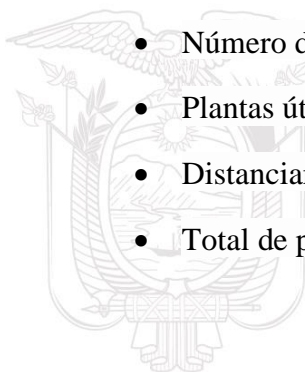 • Número d
• Plantas út
• Distancia
• Total de p